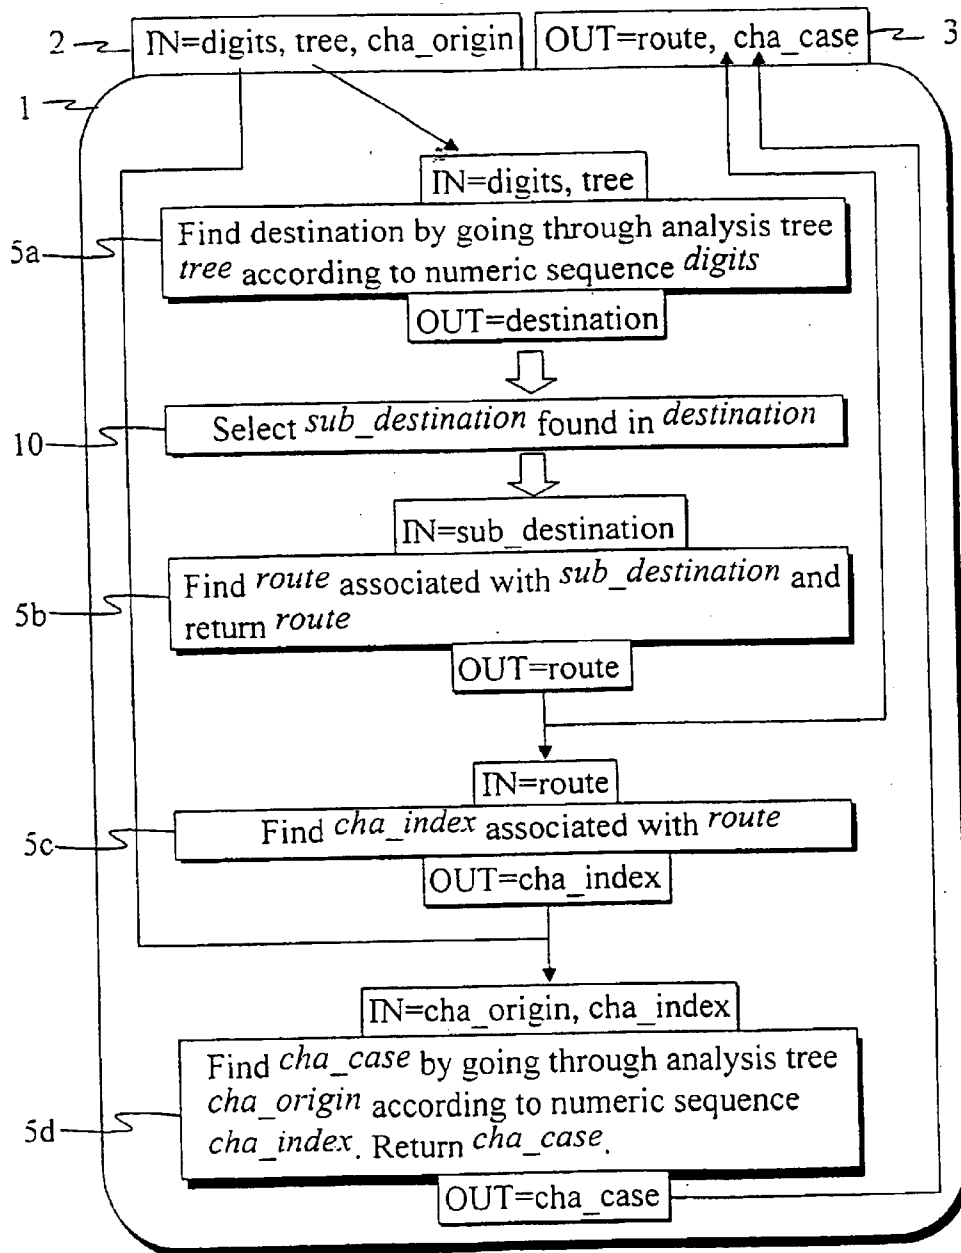 2
IN=digits, tree, cha_origin
OUT=route, cha_case
3
1
IN=digits, tree
5a
Find destination by going through analysis tree
tree according to numeric sequence digits
OUT=destination
10
Select sub_destination found in destination
IN=sub_destination
5b
Find route associated with sub_destination and
return route
OUT=route
IN=route
5c
Find cha_index associated with route
OUT=cha_index
IN=cha_origin, cha_index
5d
Find cha_case by going through analysis tree
cha_origin according to numeric sequence
cha_index. Return cha_case.
OUT=cha_case